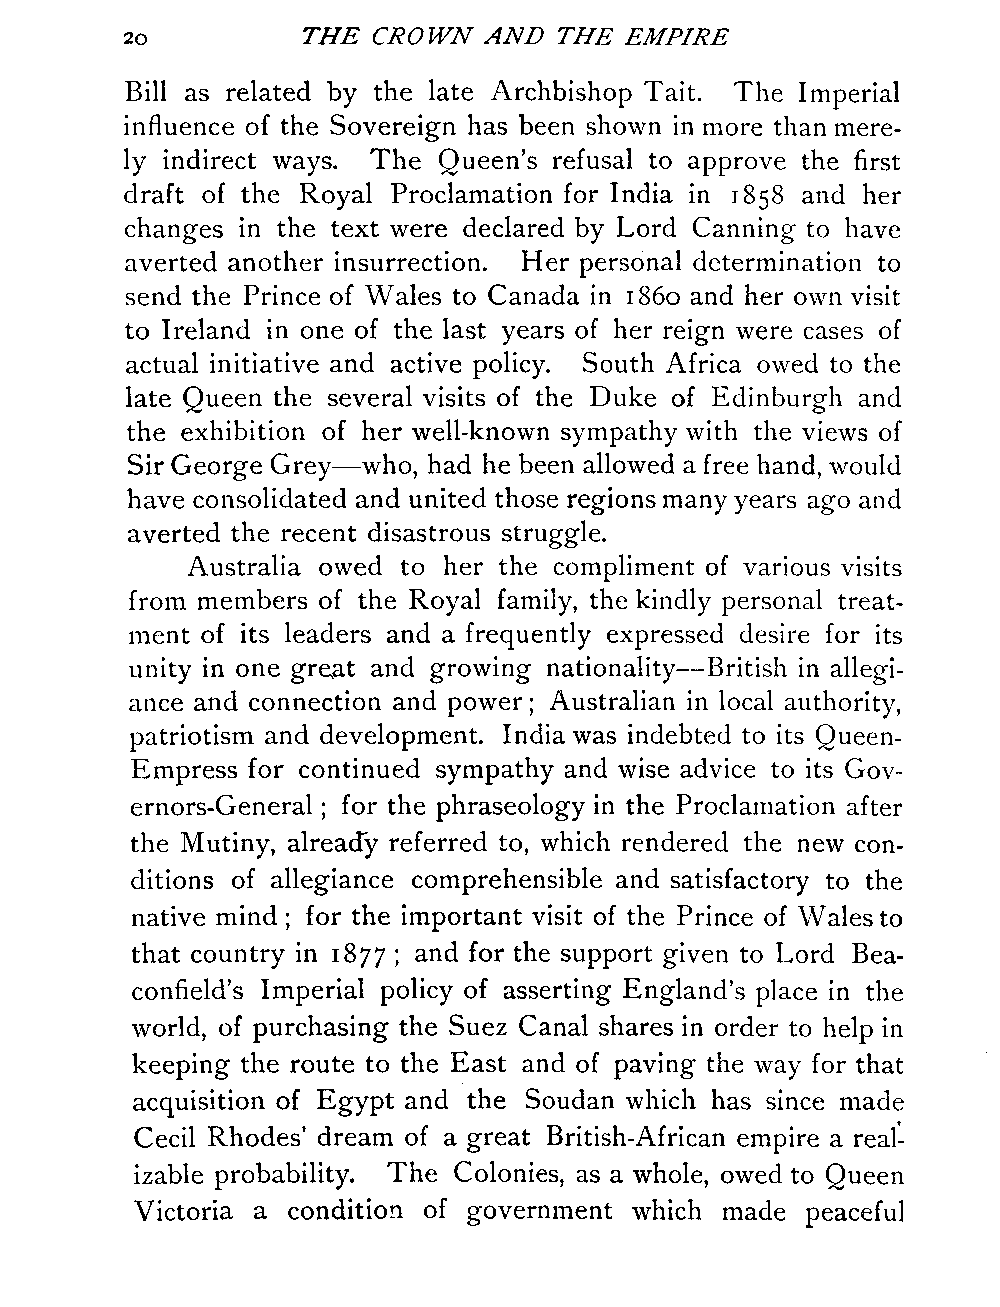 20 THE CROWN AND THE EMPIRE
Bill as related by the late Archbishop Tait. The Imperial
influence of the Sovereign has been shown in more than mere-
ly indirect ways. The Queen's refusal to approve the first
draft of the Royal Proclamation for India in 1858 and her
changes in the text were declared by Lord Canning to have
averted another insurrection. Her personal determination to
send the Prince of Wales to Canada in 1860 and her own visit
to Ireland in one of the last years of her reign were cases of
actual initiative and active policy. South Africa owed to the
late Queen the several visits of the Duke of Edinburgh and
the exhibition of her well-known sympathy with the views of
Sir George Grey—who, had he been allowed a free hand, would
have consolidated and united those regions many years ago and
averted the recent disastrous struggle.
Australia owed to her the compliment of various visits
from members of the Royal family, the kindly personal treat-
ment of its leaders and a frequently expressed desire for its
unity in one great and growing nationality—British in allegi-
ance and connection and power; Australian in local authority,
patriotism and development. India was indebted to its Queen-
Empress for continued sympathy and wise advice to its Gov-
ernors-General; for the phraseology in the Proclamation after
the Mutiny, already referred to, which rendered the new con-
ditions of allegiance comprehensible and satisfactory to the
native mind; for the important visit of the Prince of Wales to
that country in 1877; and for the support given to Lord Bea-
confield's Imperial policy of asserting England's place in the
world, of purchasing the Suez Canal shares in order to help in
keeping the route to the East and of paving the way for that
acquisition of Egypt and the Soudan which has since made
Cecil Rhodes' dream of a great British-African empire a real-
izable probability. The Colonies, as a whole, owed to Queen
Victoria a condition of government which made peaceful